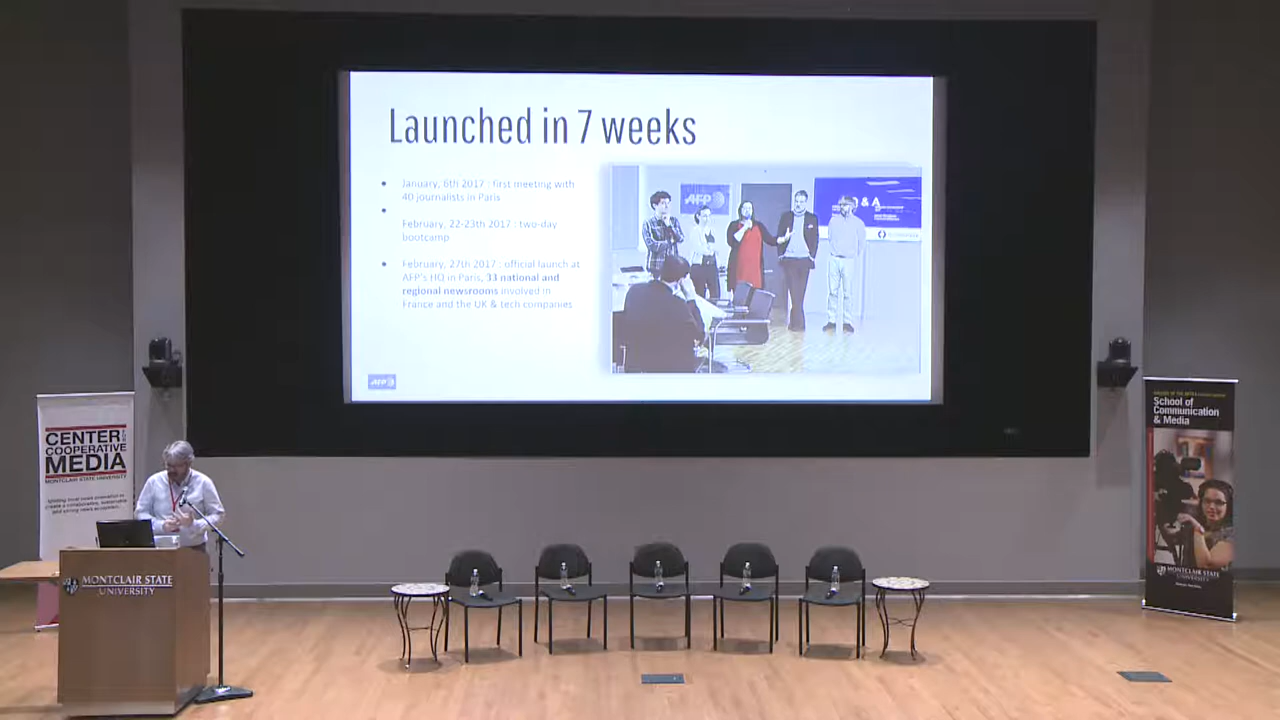 Launched in 7 weeks
January, 6th 2017 : first meeting with
40 journalists in Paris
February, 22-23th 2017 : two-day
bootcamp
February, 27th 2017 : official launch at
AFP's HQ in Paris, 33 national and
regional newsrooms involved in
France and the UK & tech companies
AFP
Q & A
AFP
CENTER FOR
COOPERATIVE
MEDIA
MONTCLAIR STATE UNIVERSITY
MONTCLAIR STATE
UNIVERSITY
School of
Communication
& Media
MONTCLAIR STATE
UNIVERSITY